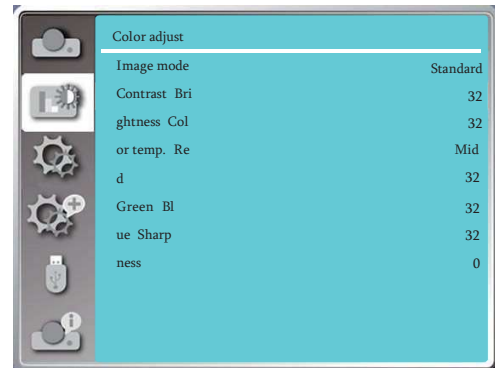 Color adjust
Image mode Standard
Contrast Bri 32
ghtness Col 32
or temp. Re Mid
d 32
Green Bl 32
ue Sharp 32
ness 0